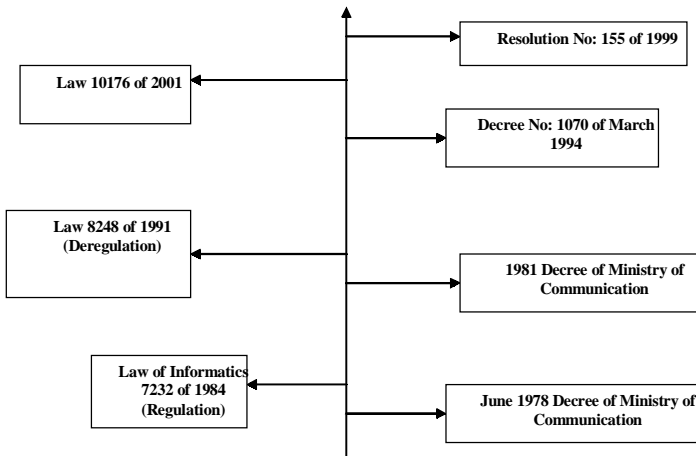 Resolution No: 155 of 1999
Law 10176 of 2001
Decree No: 1070 of March
1994
Law 8248 of 1991
(Deregulation)
1981 Decree of Ministry of
Communication
Law of Informatics
7232 of 1984
(Regulation)
June 1978 Decree of Ministry of
Communication